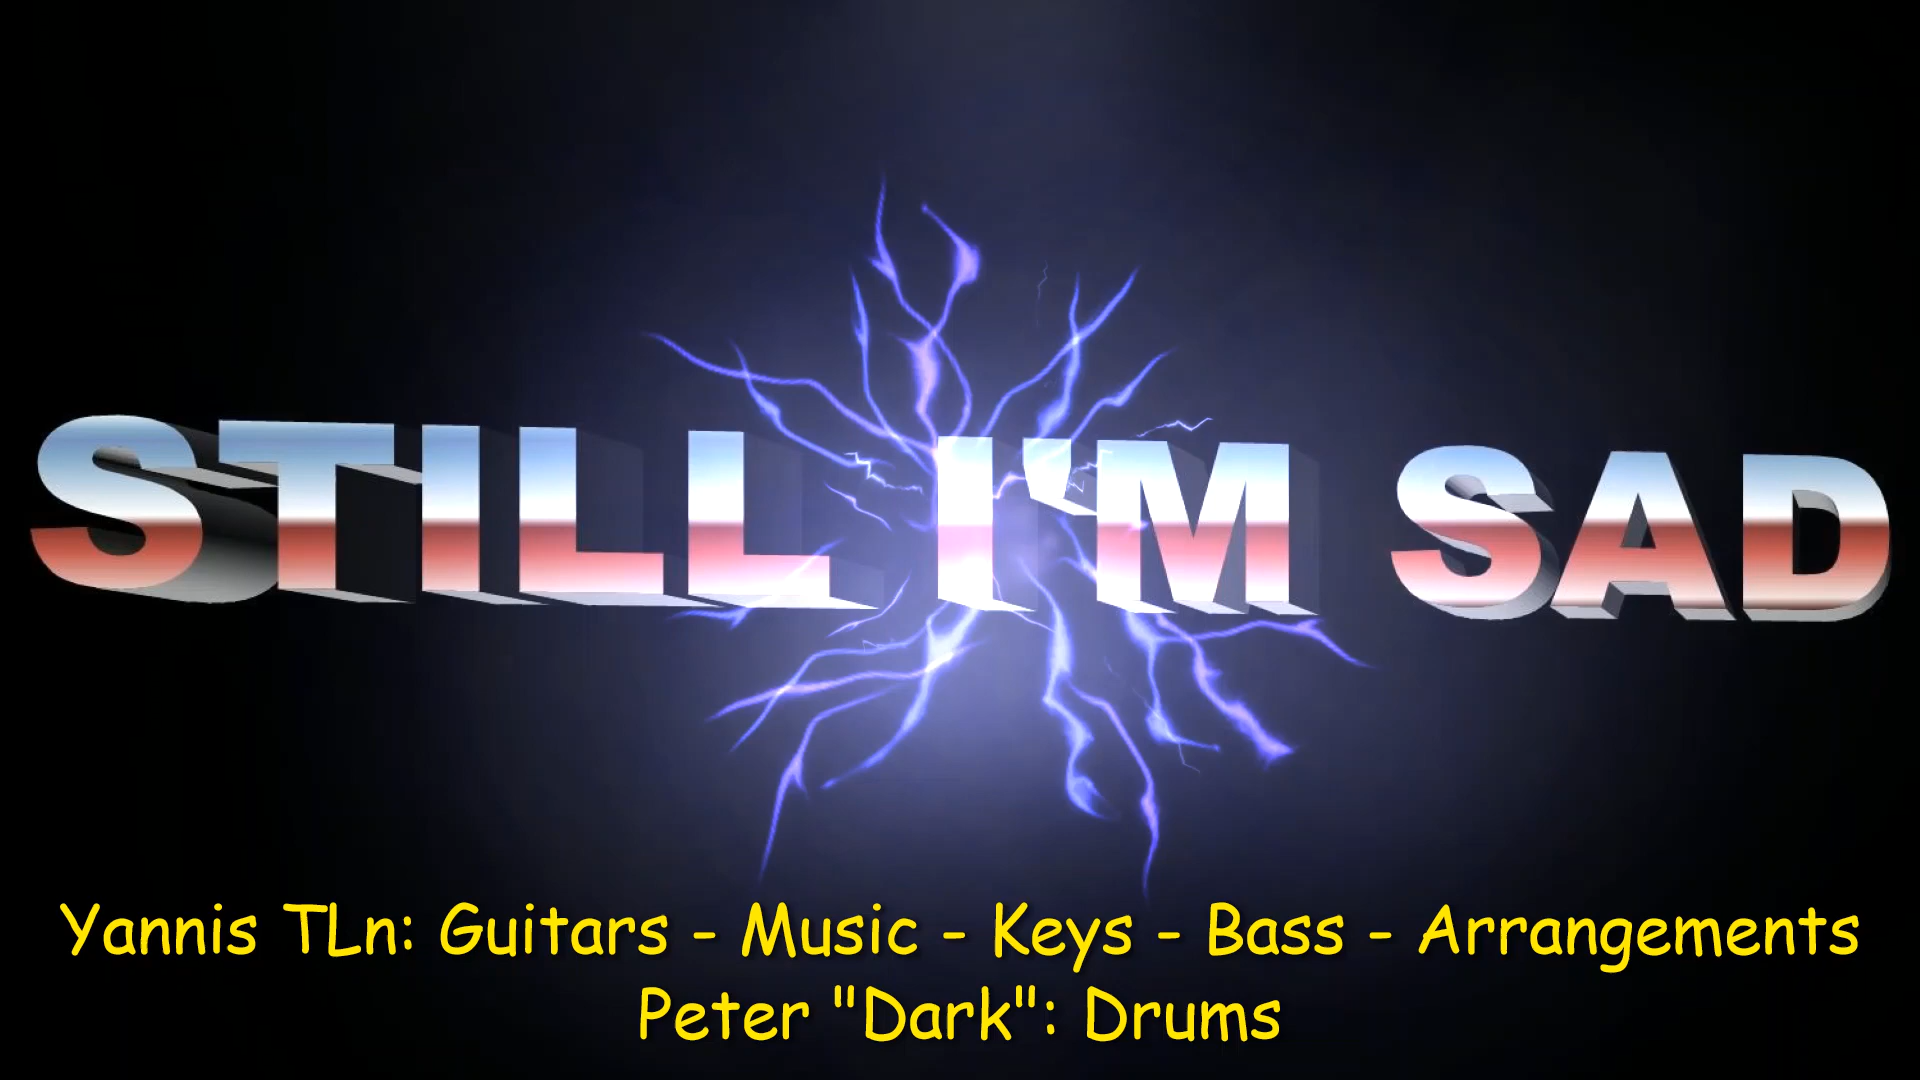 STILL I'M SAD
Yannis TLn: Guitars - Music - Keys - Bass - Arrangements
Peter "Dark": Drums